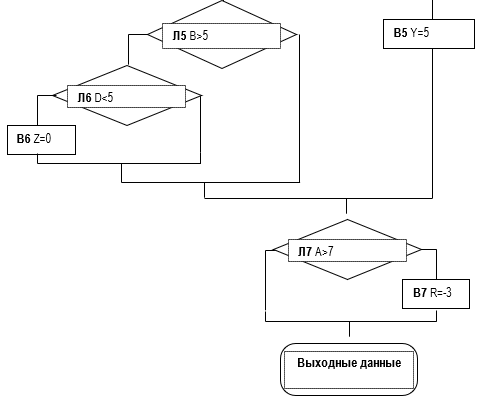 Л5 B>5
В5 Y=5
Л6 D<5
В6 Z=0
Л7 A>7
В7 R=-3
Выходные данные